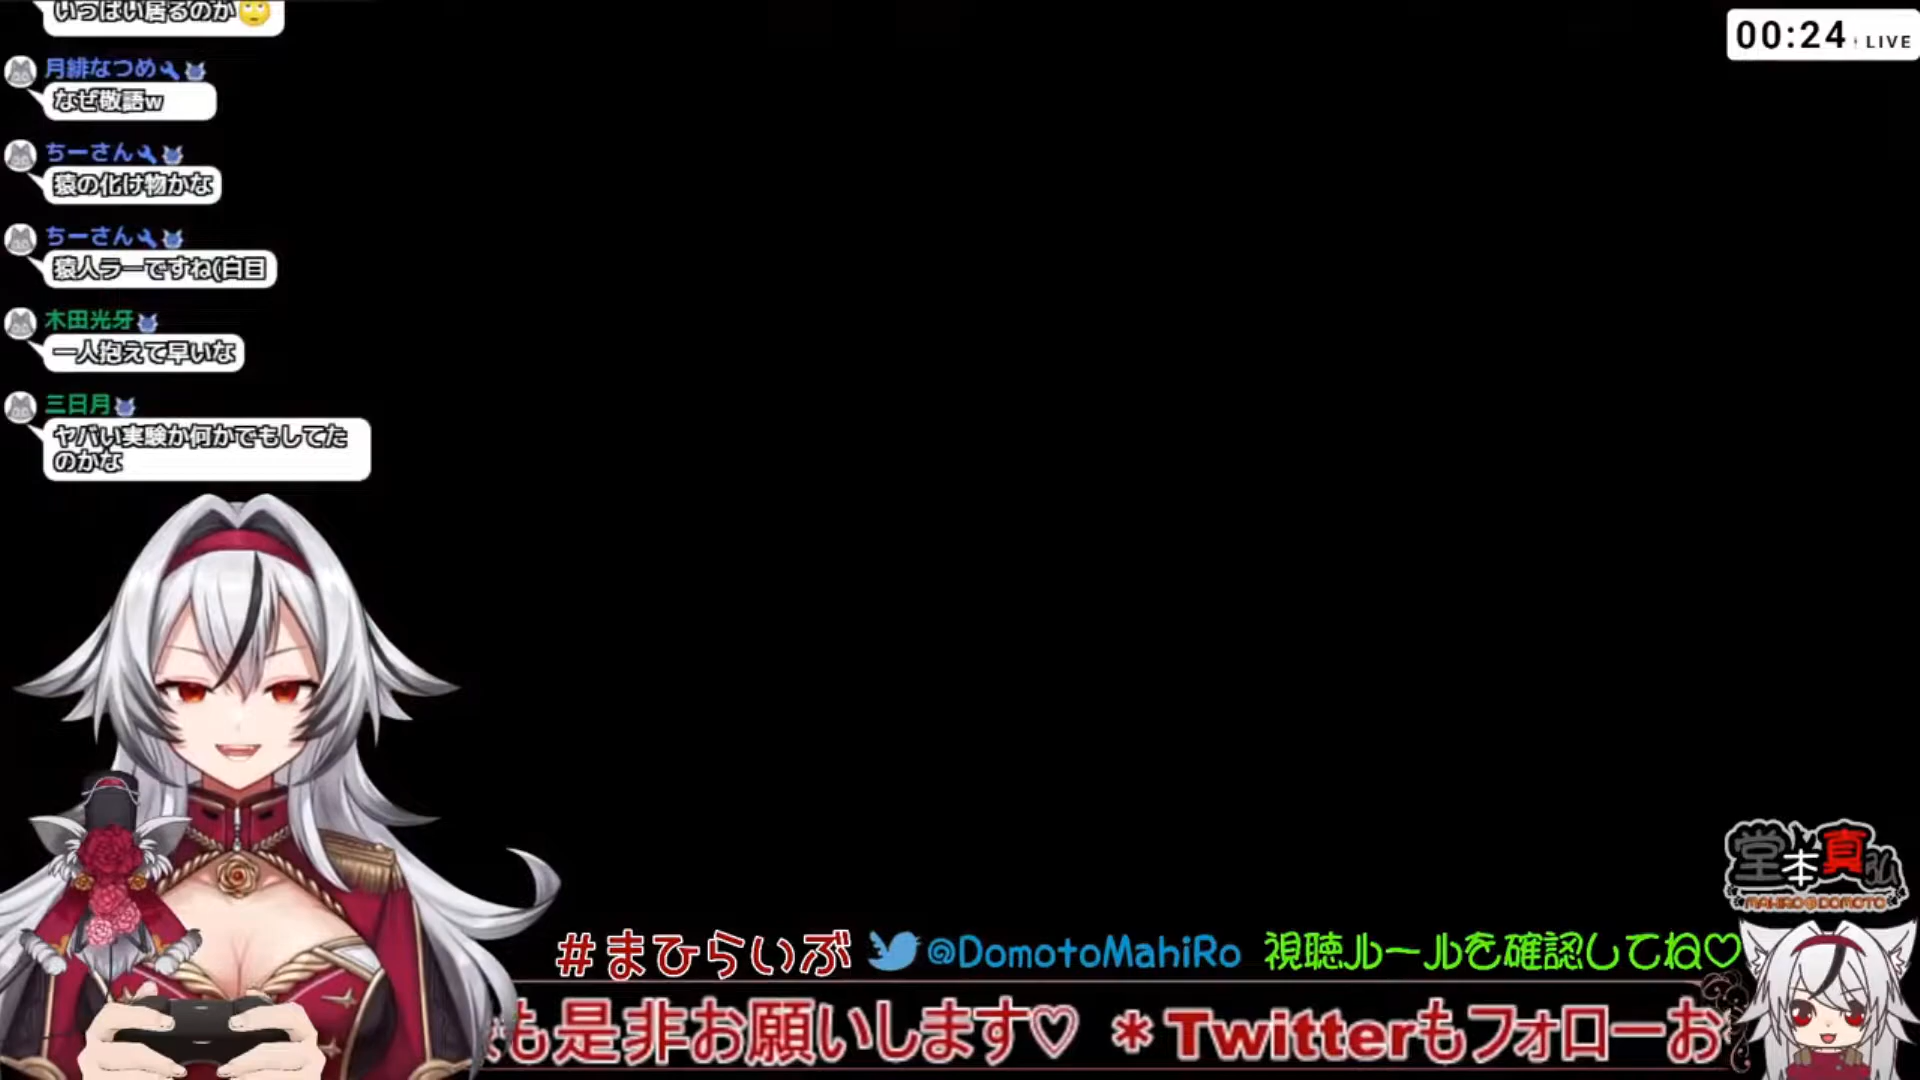 いっぱい居るのか
00:24 LIVE
月緋なつめ
なぜ敬語w
ちーさん
猿の化け物かな
ちーさん
猿人ラーですね(白目
木田光牙
一人抱えて早いな
三日月
ヤバい実験か何かでもしてた
のかな
堂本真弘
MAHIRO DOMOTO
#まひらいぶ @DomotoMahiRo 視聴ルールを確認してね♡
も是非お願いします♡ *Twitterもフォローお